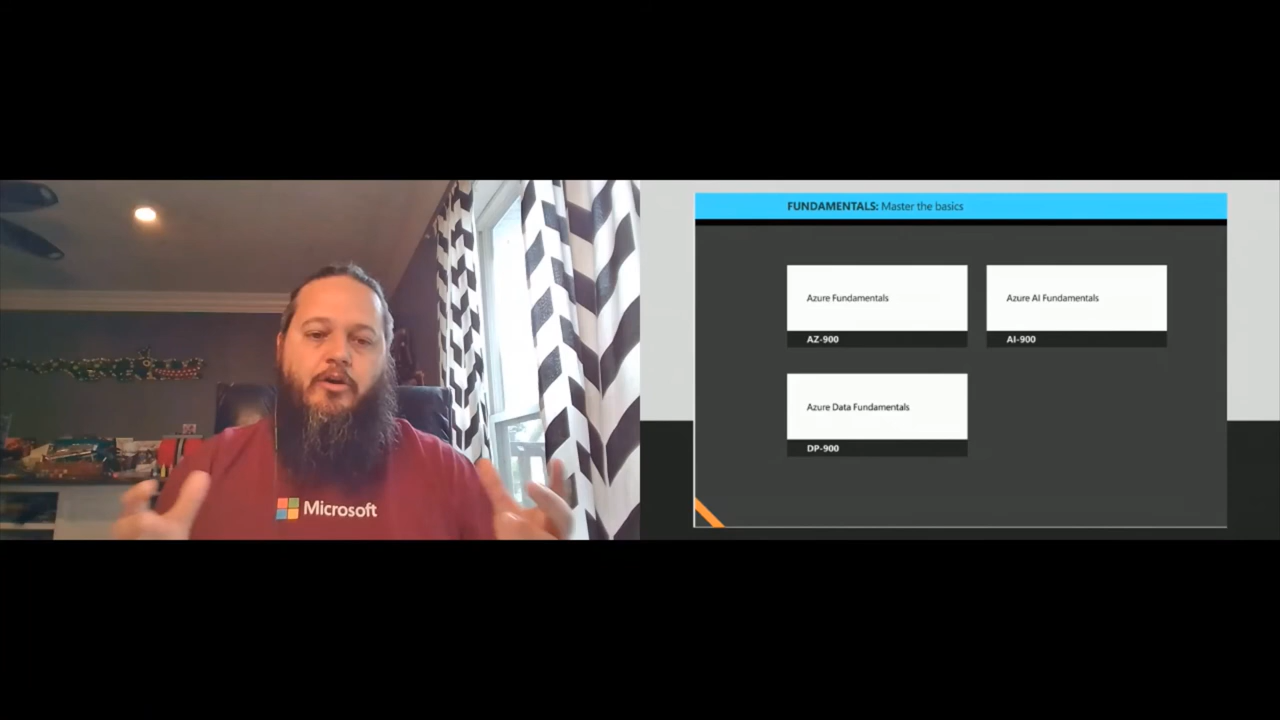 Microsoft
FUNDAMENTALS: Master the basics
Azure Fundamentals
AZ-900
Azure AI Fundamentals
AI-900
Azure Data Fundamentals
DP-900